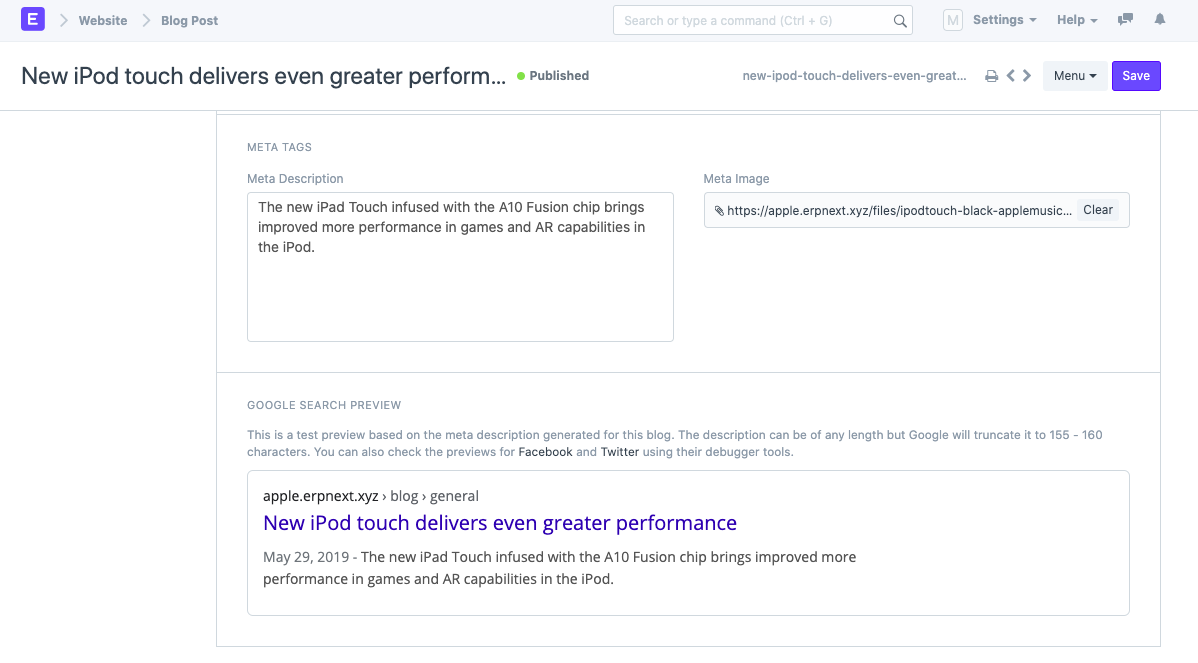 E Website Blog Post Search or type a command (Ctrl + G) M Settings Help
New iPod touch delivers even greater perform... Published new-ipod-touch-delivers-even-great... Menu Save
META TAGS
Meta Description Meta Image
The new iPad Touch infused with the A10 Fusion chip brings
improved more performance in games and AR capabilities in
the iPod.
https://apple.erpnext.xyz/files/ipodtouch-black-applemusic... Clear
GOOGLE SEARCH PREVIEW
This is a test preview based on the meta description generated for this blog. The description can be of any length but Google will truncate it to 155 - 160
characters. You can also check the previews for Facebook and Twitter using their debugger tools.
apple.erpnext.xyz › blog › general
New iPod touch delivers even greater performance
May 29, 2019 - The new iPad Touch infused with the A10 Fusion chip brings improved more
performance in games and AR capabilities in the iPod.